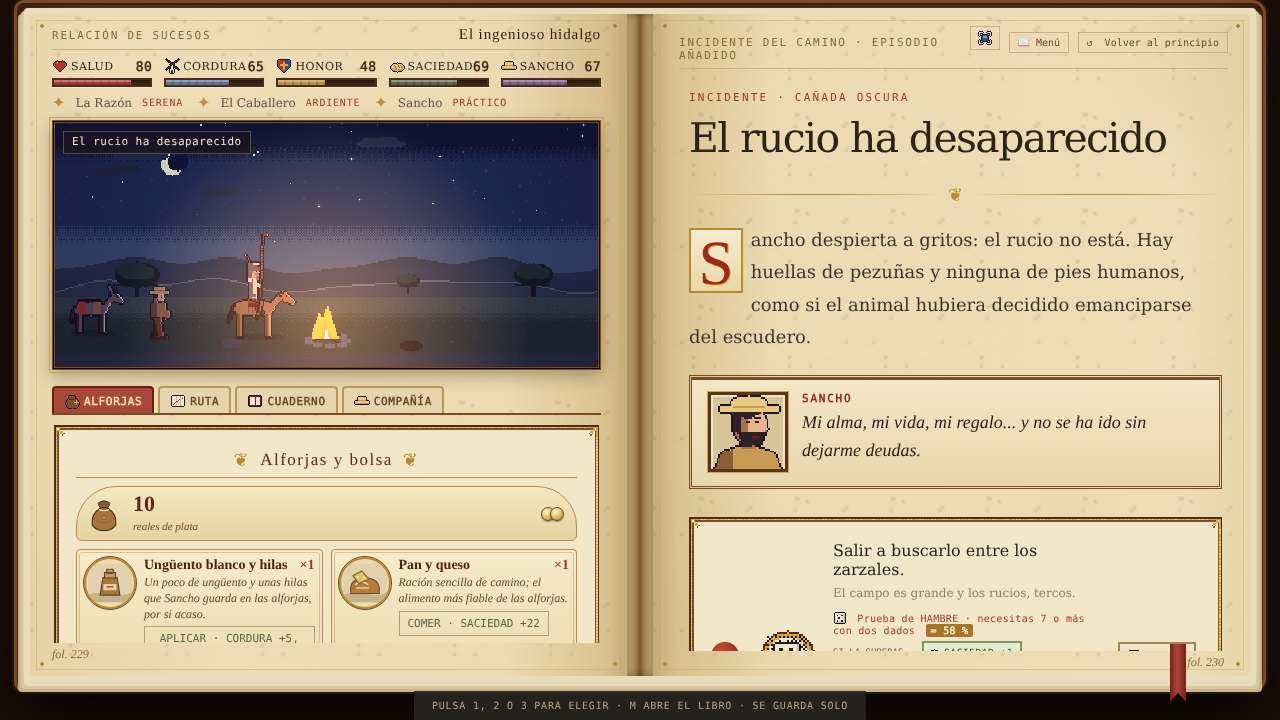 RELACIÓN DE SUCESOS
El ingenioso hidalgo
SALUD 80
CORDURA 65
HONOR 48
SACIEDAD 69
SANCHO 67
La Razón SERENA
El Caballero ARDIENTE
Sancho PRÁCTICO
El rucio ha desaparecido
ALFORJAS
RUTA
CUADERNO
COMPAÑÍA
Alforjas y bolsa
10
reales de plata
Ungüento blanco y hilas ×1
Un poco de ungüento y unas hilas
que Sancho guarda en las alforjas,
por si acaso.
APLICAR · CORDURA +5,
Pan y queso ×1
Ración sencilla de camino; el
alimento más fiable de las alforjas.
COMER · SACIEDAD +22
fol. 229
INCIDENTE DEL CAMINO · EPISODIO
AÑADIDO
Menú
↺ Volver al principio
INCIDENTE · CAÑADA OSCURA
El rucio ha desaparecido
Sancho despierta a gritos: el rucio no está. Hay
huellas de pezuñas y ninguna de pies humanos,
como si el animal hubiera decidido emanciparse
del escudero.
SANCHO
Mi alma, mi vida, mi regalo... y no se ha ido sin
dejarme deudas.
Salir a buscarlo entre los
zarzales.
El campo es grande y los rucios, tercos.
Prueba de HAMBRE · necesitas 7 o más
con dos dados = 58 %
fol. 230
PULSA 1, 2 O 3 PARA ELEGIR · M ABRE EL LIBRO · SE GUARDA SOLO